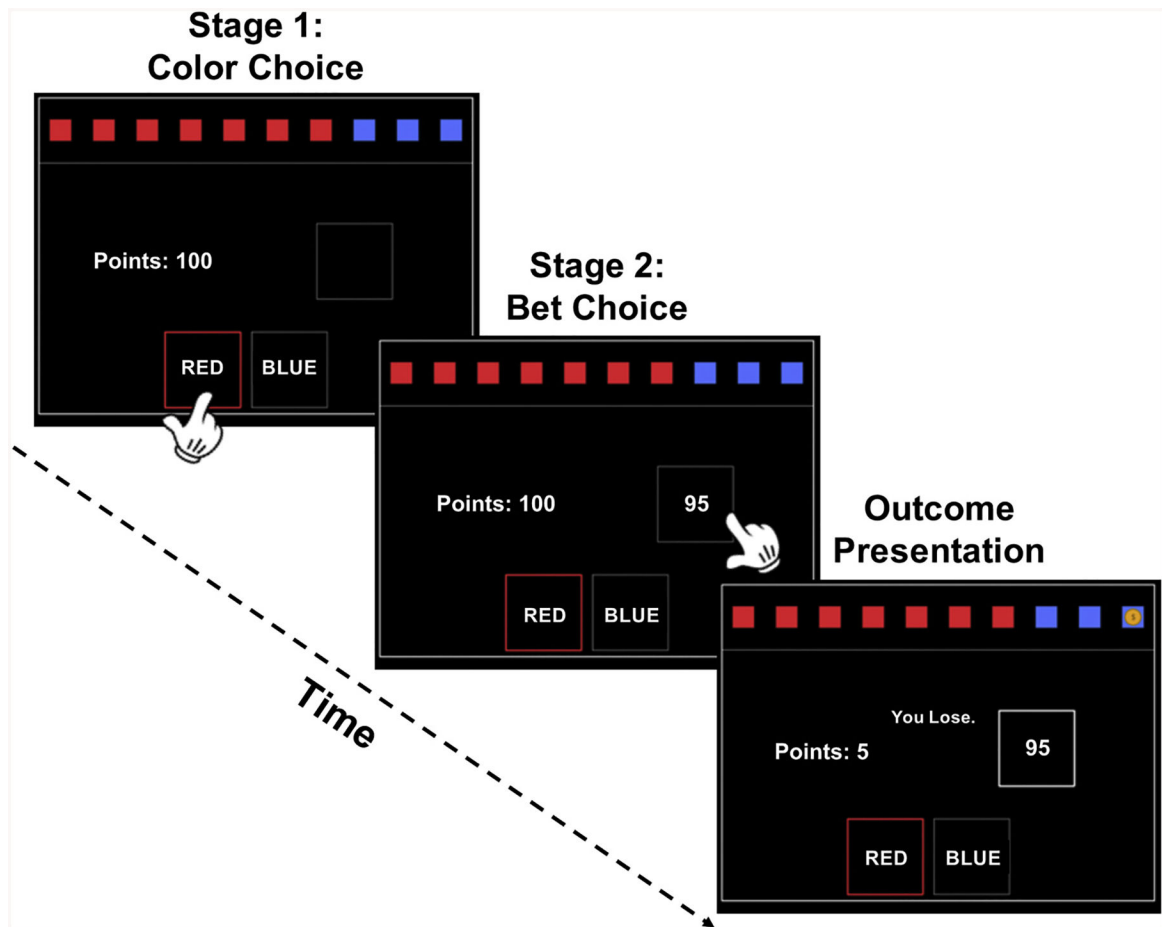 Stage 1:
Color Choice
Points: 100
RED
BLUE
Stage 2:
Bet Choice
Points: 100
95
RED
BLUE
Outcome
Presentation
You Lose.
Points: 5
95
RED
BLUE
Time